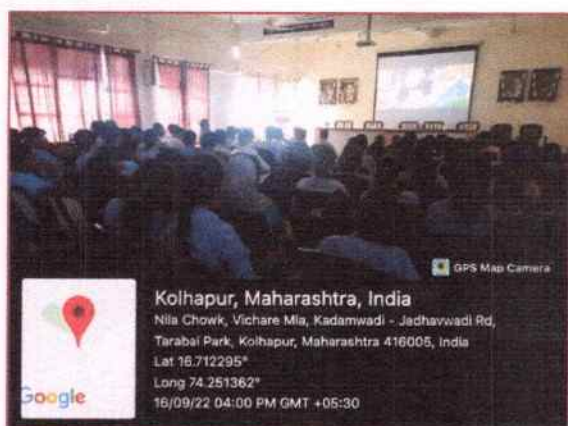 GPS Map Camera
Kolhapur, Maharashtra, India
Nila Chowk, Vichare Mla, Kadamwadi - Jadhavwadi Rd,
Tarabai Park, Kolhapur, Maharashtra 416005, India
Lat 16.712295°
Long 74.251362°
16/09/22 04:00 PM GMT +05:30
Google